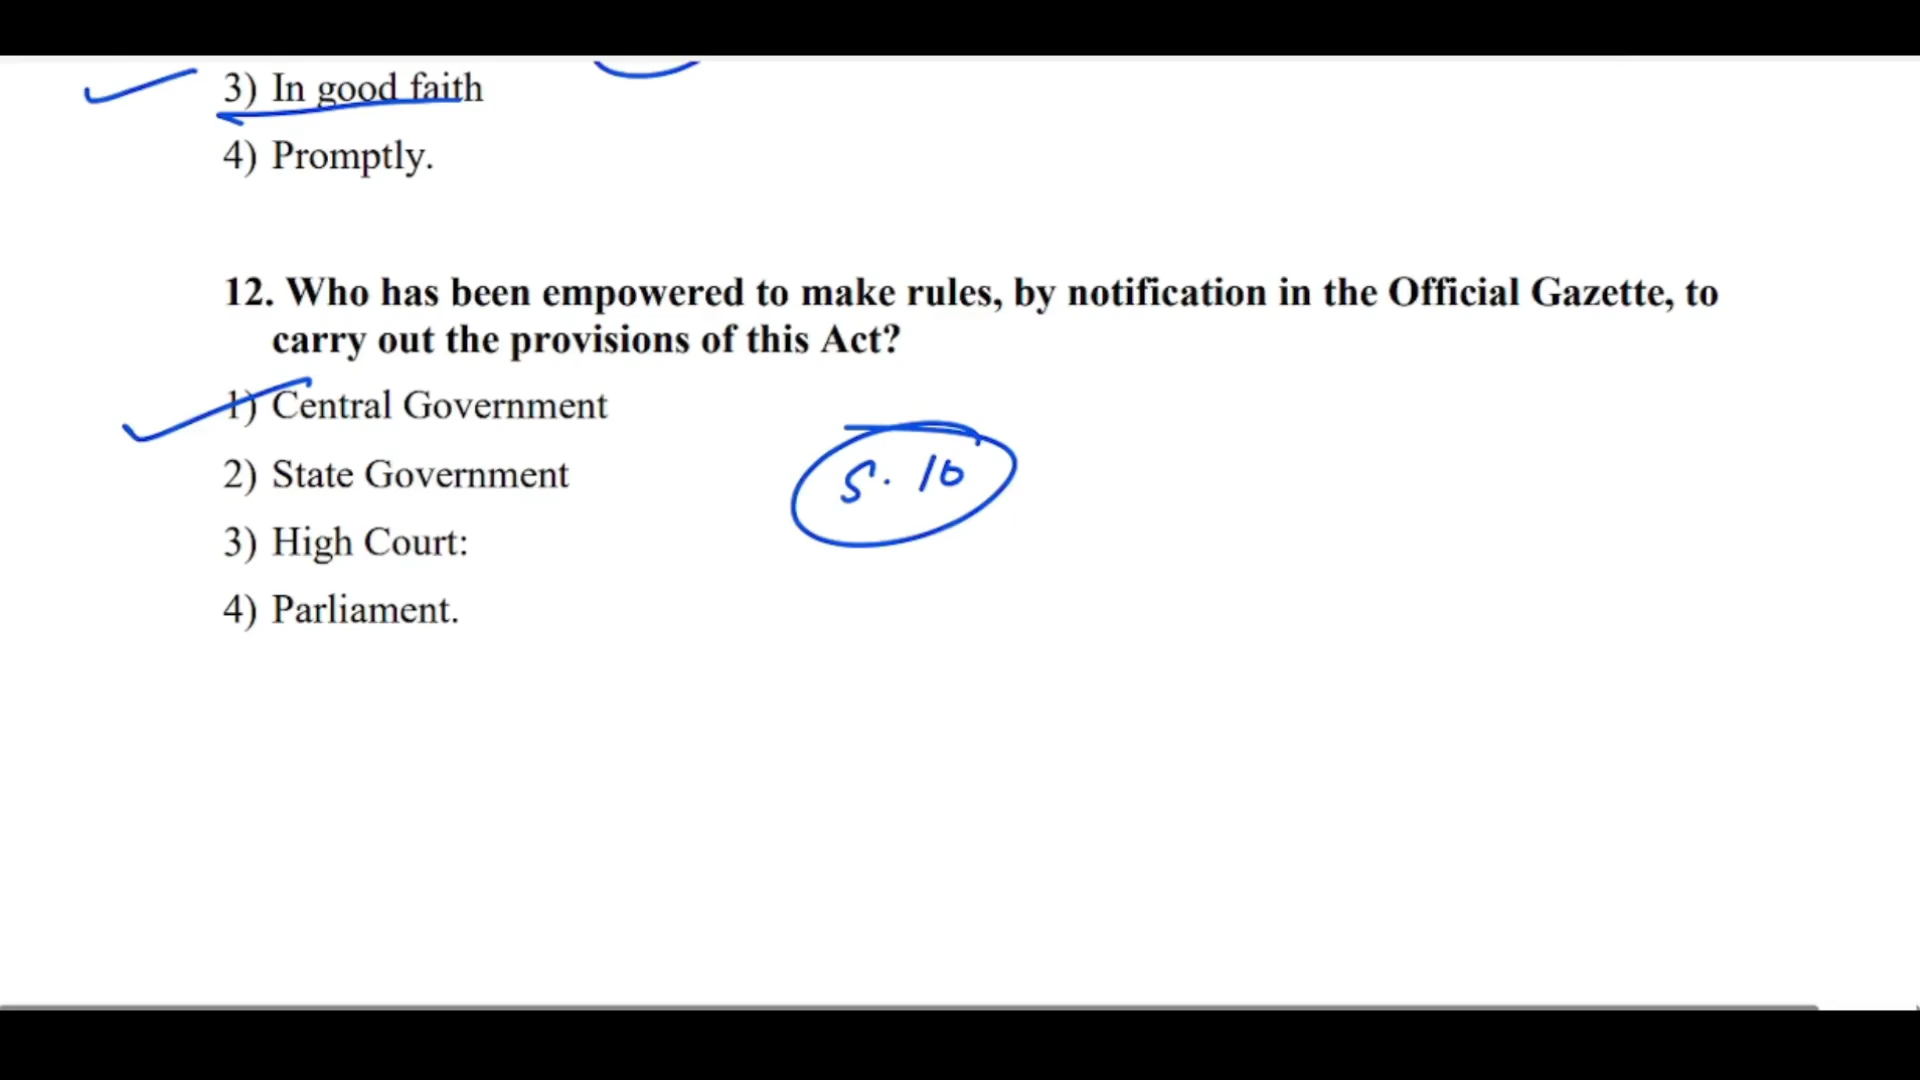 3) In good faith
4) Promptly.
12. Who has been empowered to make rules, by notification in the Official Gazette, to
carry out the provisions of this Act?
1) Central Government
2) State Government
S. 10
3) High Court:
4) Parliament.